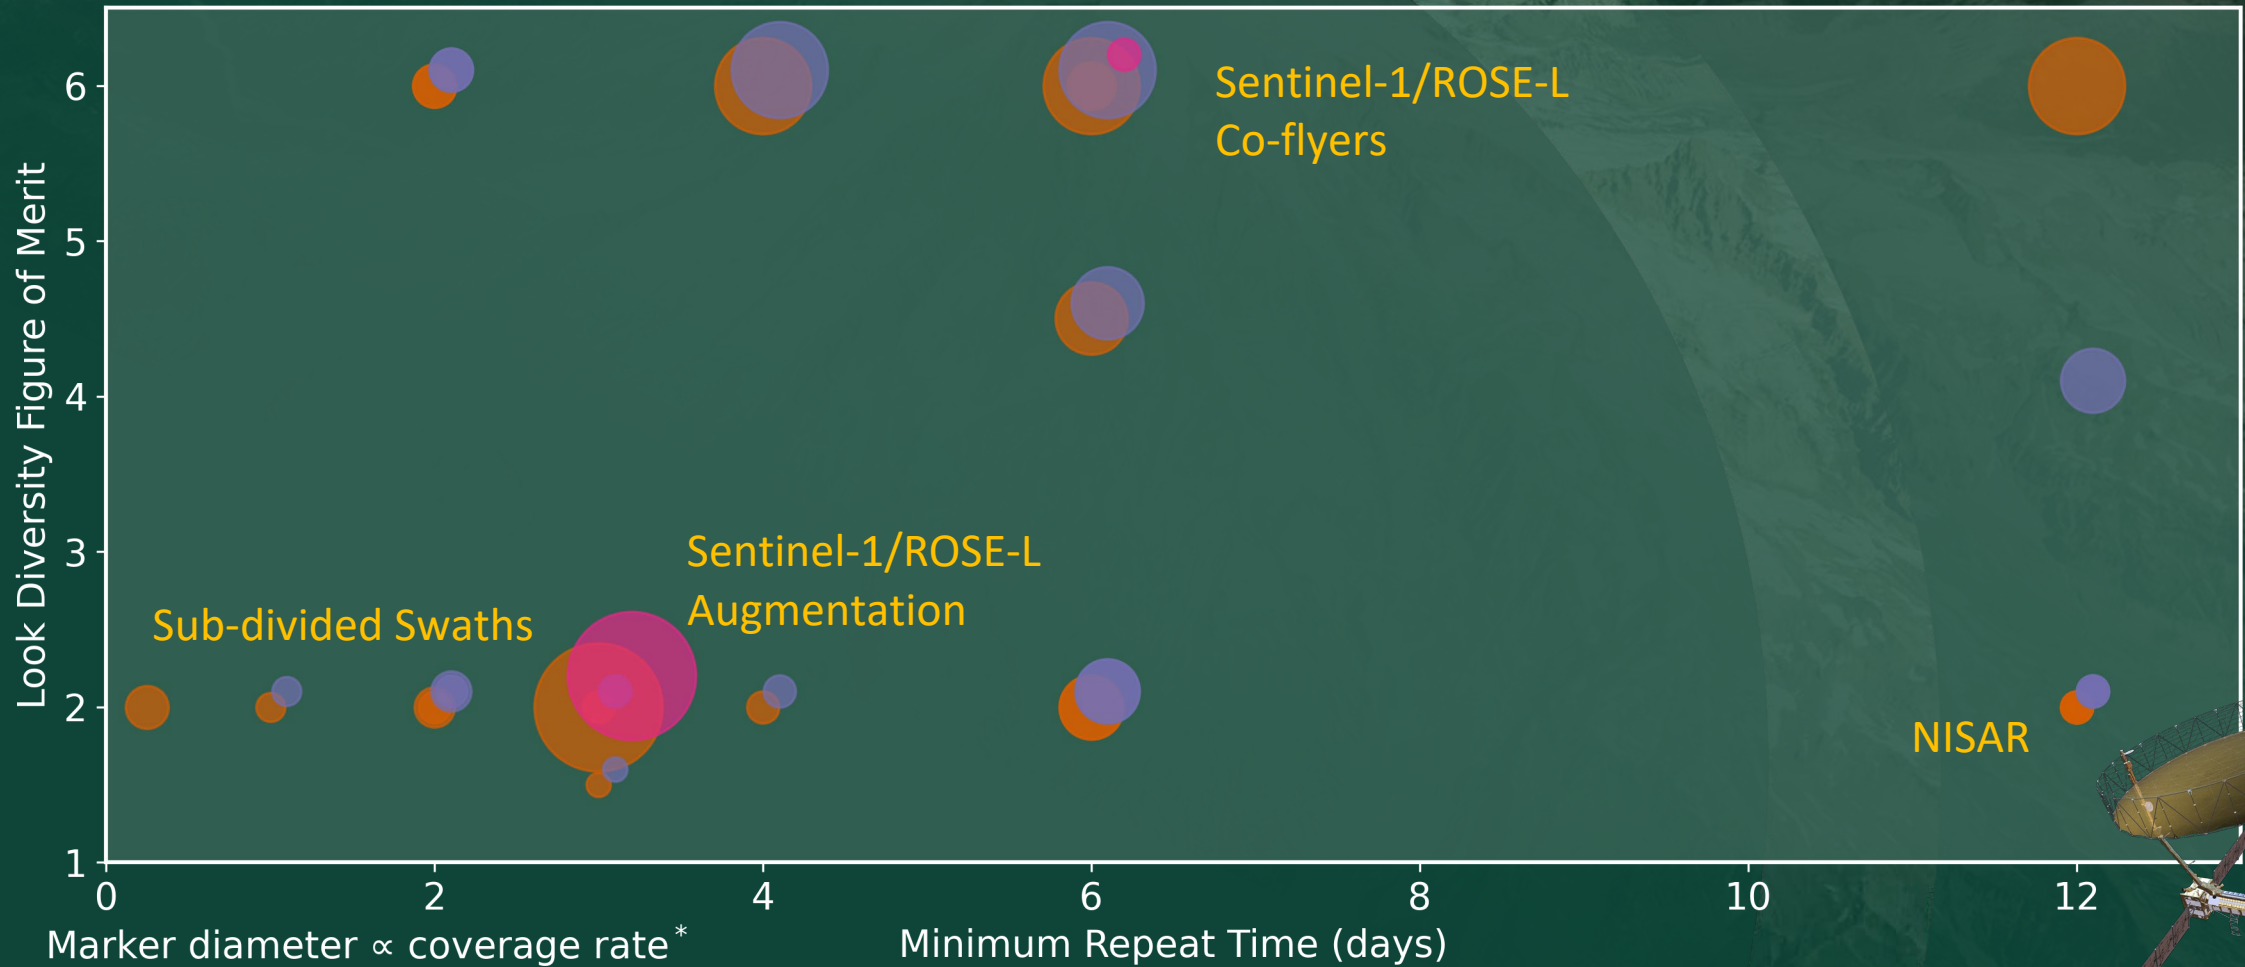 Look Diversity Figure of Merit
6
5
4
3
2
1
Sentinel-1/ROSE-L
Co-flyers
Sentinel-1/ROSE-L
Augmentation
Sub-divided Swaths
NISAR
0 2 4 6 8 10 12
Marker diameter ∝ coverage rate*
Minimum Repeat Time (days)